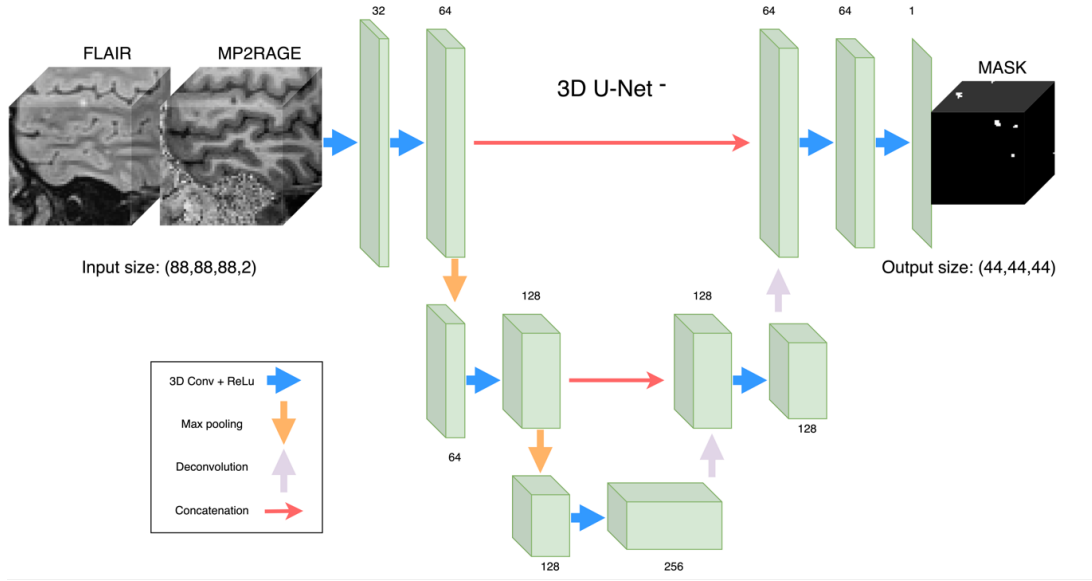 32
64
64
64
1
FLAIR
MP2RAGE
3D U-Net -
MASK
Input size: (88,88,88,2)
Output size: (44,44,44)
128
128
3D Conv + ReLu
Max pooling
Deconvolution
Concatenation
64
128
128
256